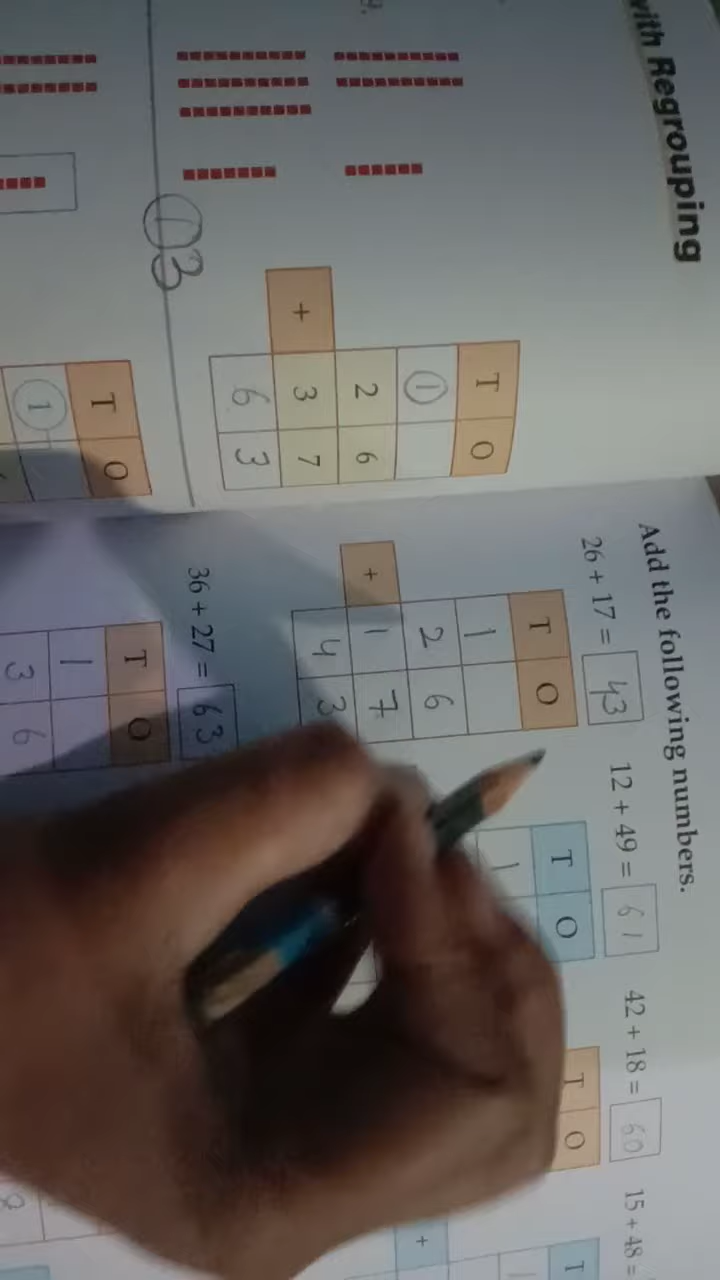 with Regrouping
T O
1
2 6
+ 3 7
6 3
13
T O
1
Add the following numbers.
26 + 17 = 43 12 + 49 = 61 42 + 18 = 60 15 + 48 =
T O T O T O T
1 1
2 6
+ 1 7 +
4 3
36 + 27 = 63
T O
1
3 6